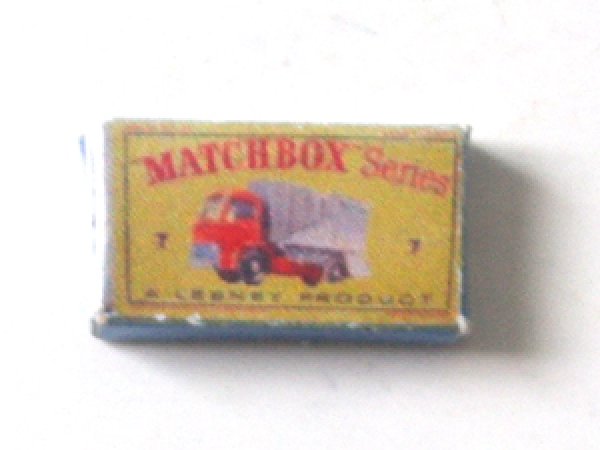 "MATCHBOX" Series
7 7
A LESNEY PRODUCT